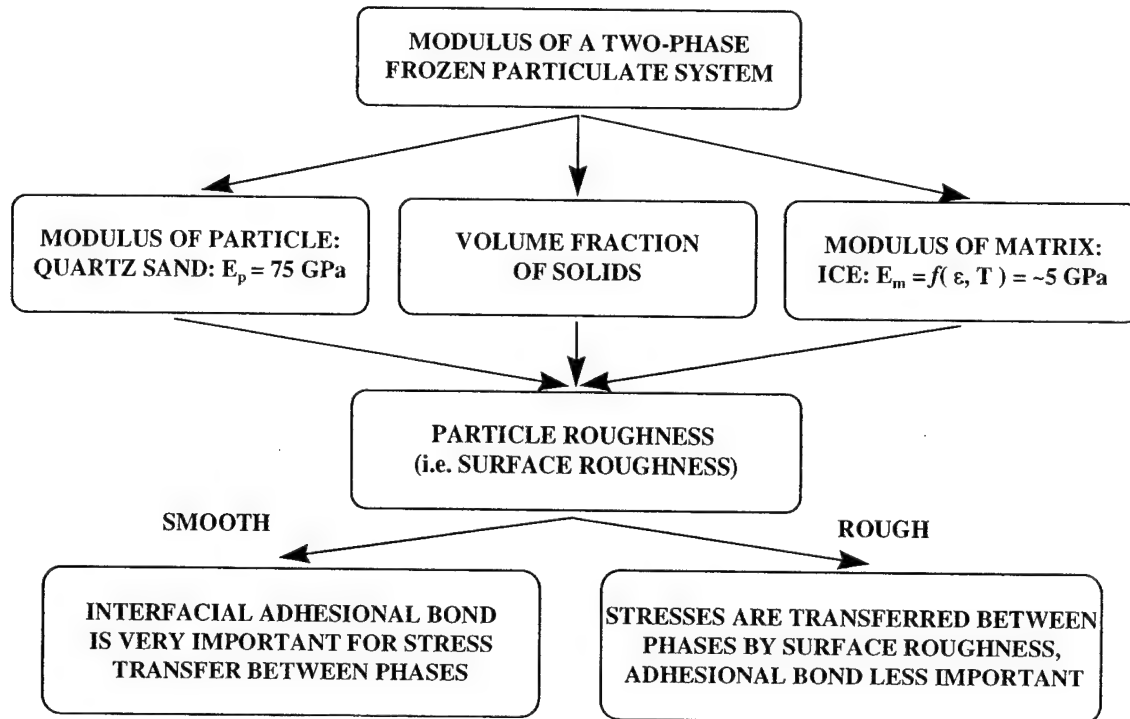 MODULUS OF A TWO-PHASE
FROZEN PARTICULATE SYSTEM
MODULUS OF PARTICLE:
QUARTZ SAND: Eₚ = 75 GPa
VOLUME FRACTION
OF SOLIDS
MODULUS OF MATRIX:
ICE: Eₘ = f( ε, T ) = ~5 GPa
PARTICLE ROUGHNESS
(i.e. SURFACE ROUGHNESS)
SMOOTH
ROUGH
INTERFACIAL ADHESIONAL BOND
IS VERY IMPORTANT FOR STRESS
TRANSFER BETWEEN PHASES
STRESSES ARE TRANSFERRED BETWEEN
PHASES BY SURFACE ROUGHNESS,
ADHESIONAL BOND LESS IMPORTANT